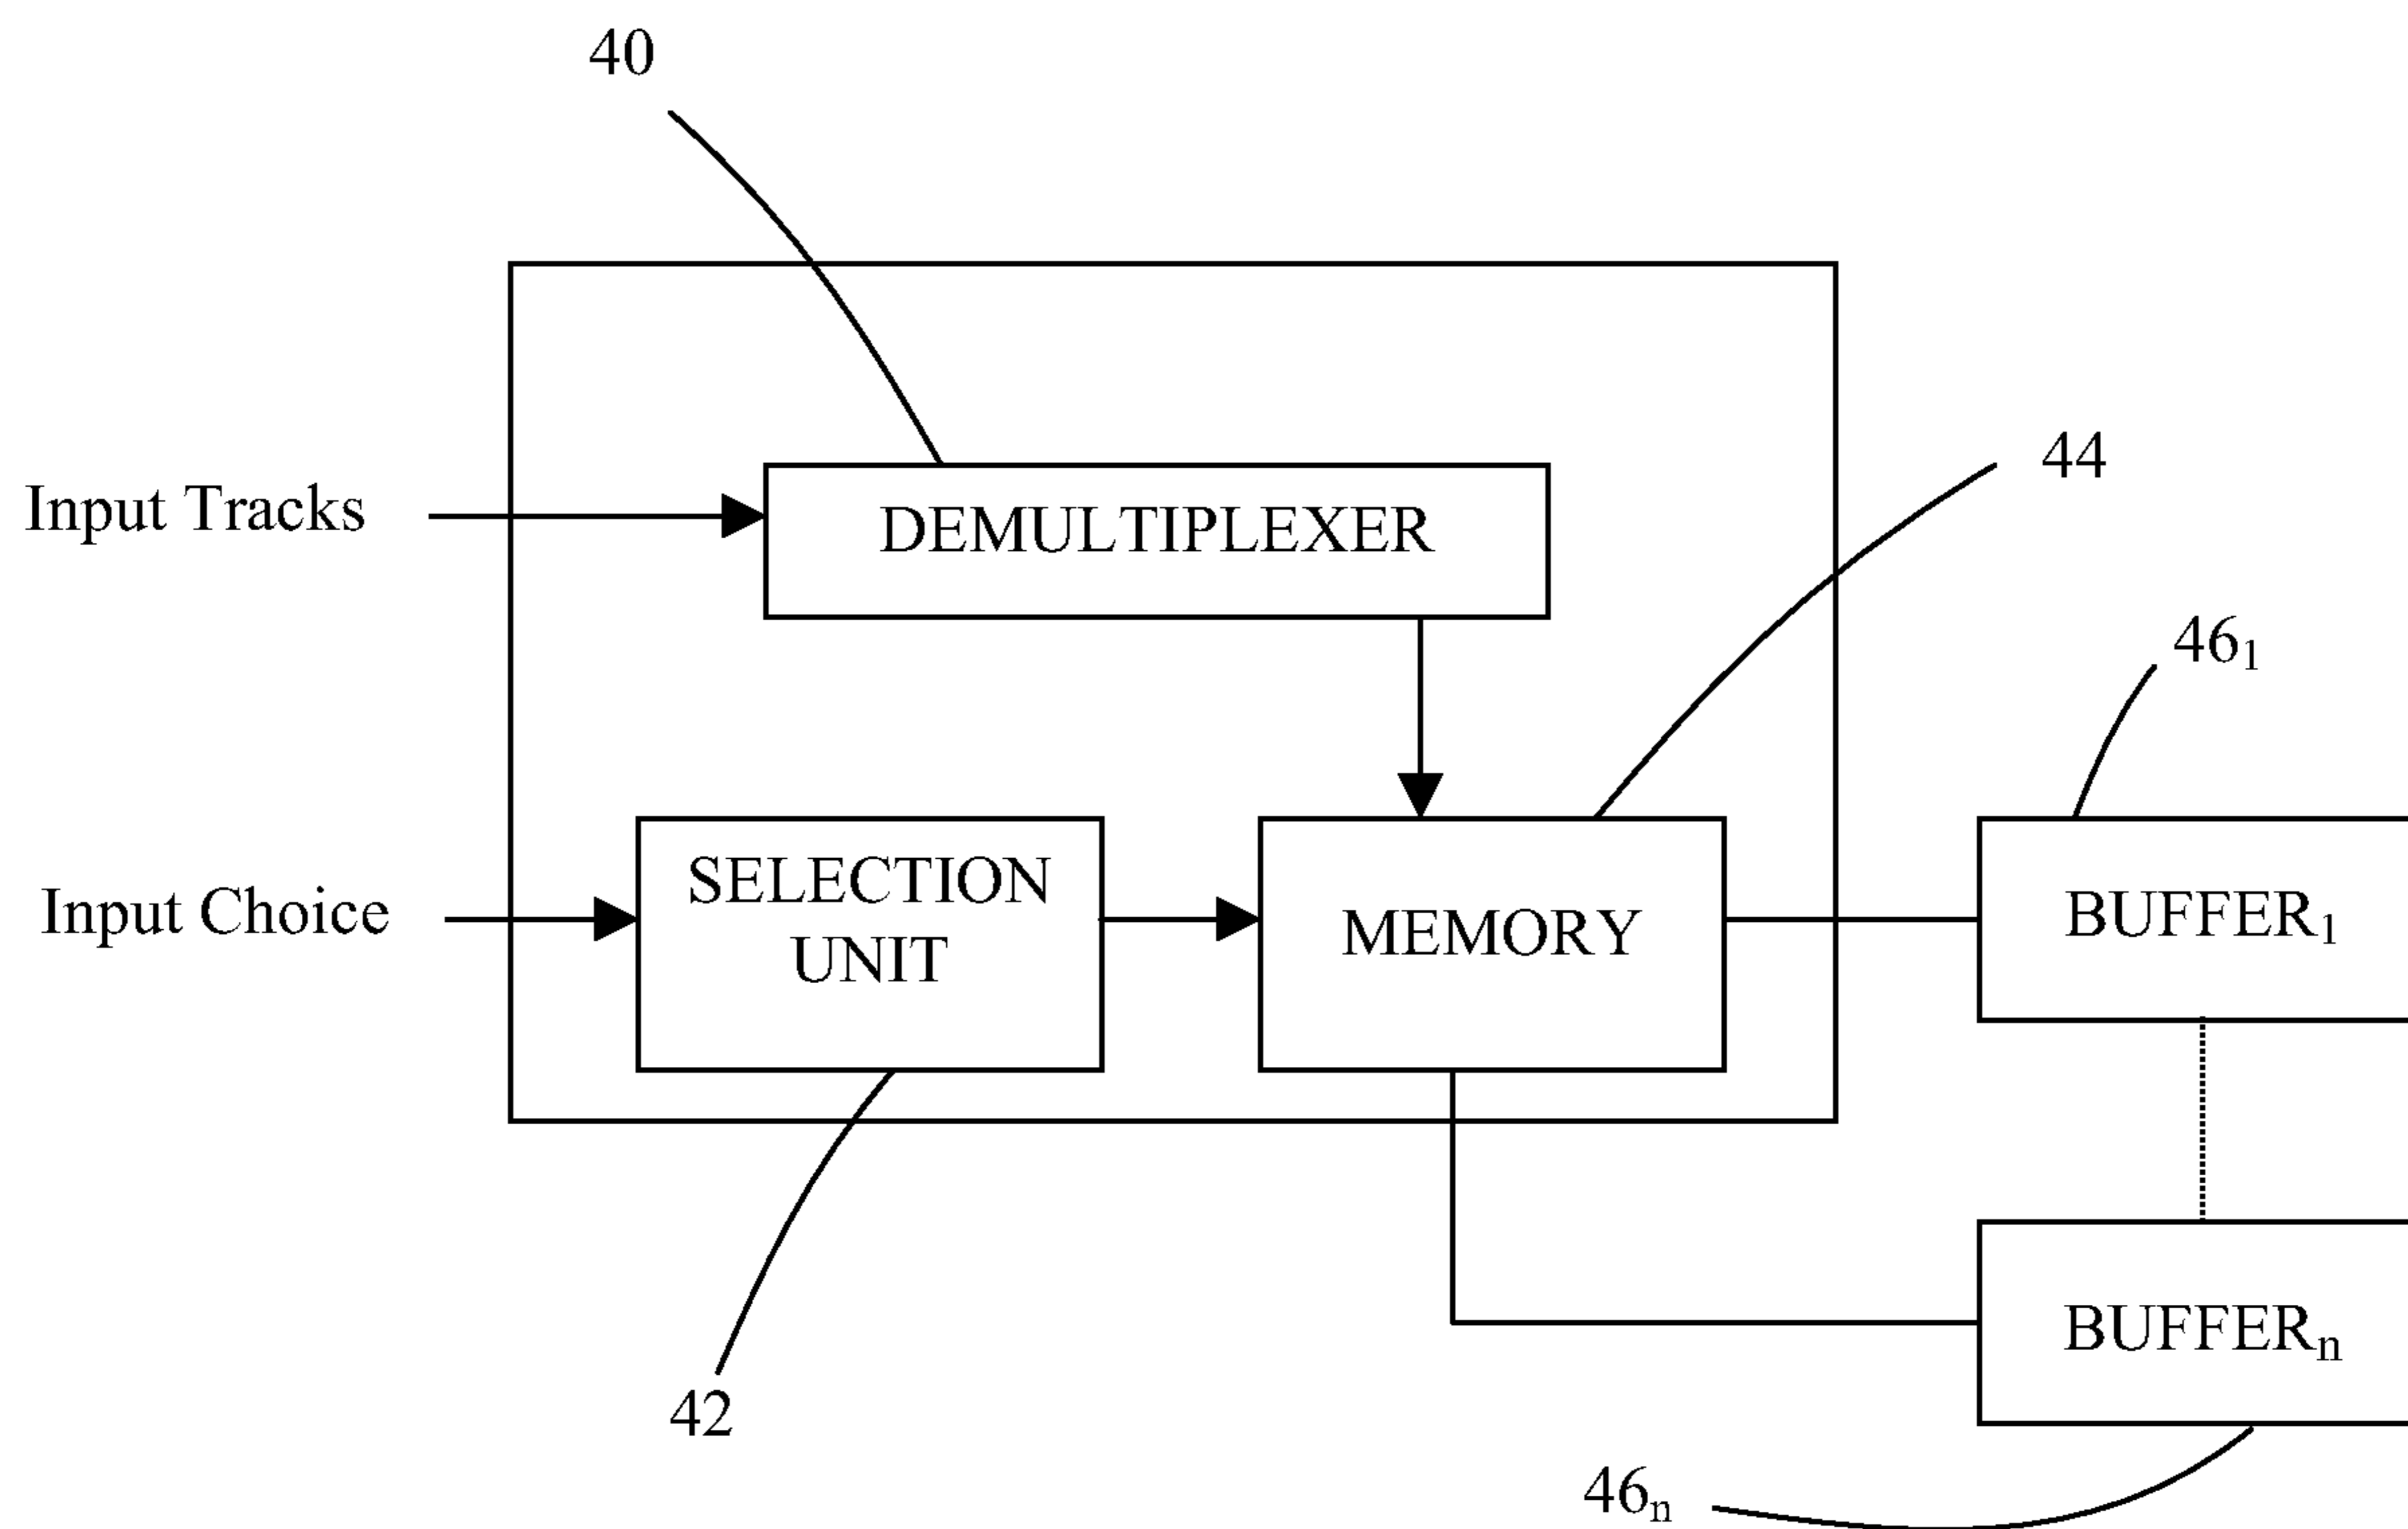 40
Input Tracks
DEMULTIPLEXER
44
46₁
Input Choice
SELECTION
UNIT
MEMORY
BUFFER₁
BUFFERₙ
42
46ₙ